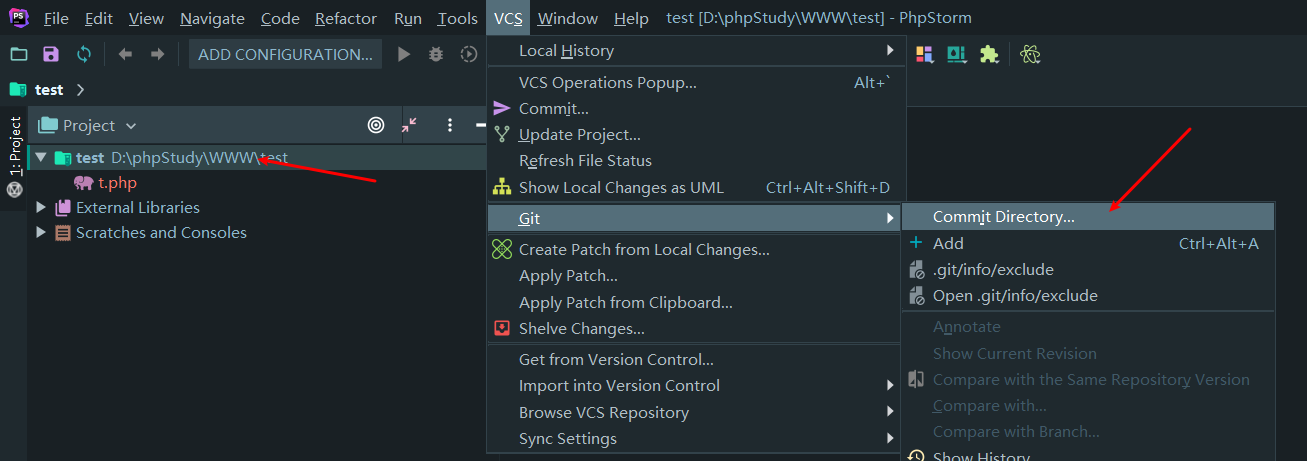 PS File Edit View Navigate Code Refactor Run Tools VCS Window Help test [D:\phpStudy\WWW\test] - PhpStorm
ADD CONFIGURATION...
test
1: Project
Project
test D:\phpStudy\WWW\test
t.php
External Libraries
Scratches and Consoles
Local History
VCS Operations Popup... Alt+`
Commit...
Update Project...
Refresh File Status
Show Local Changes as UML Ctrl+Alt+Shift+D
Git
Create Patch from Local Changes...
Apply Patch...
Apply Patch from Clipboard...
Shelve Changes...
Get from Version Control...
Import into Version Control
Browse VCS Repository
Sync Settings
Commit Directory...
Add Ctrl+Alt+A
.git/info/exclude
Open .git/info/exclude
Annotate
Show Current Revision
Compare with the Same Repository Version
Compare with...
Compare with Branch...
Show History